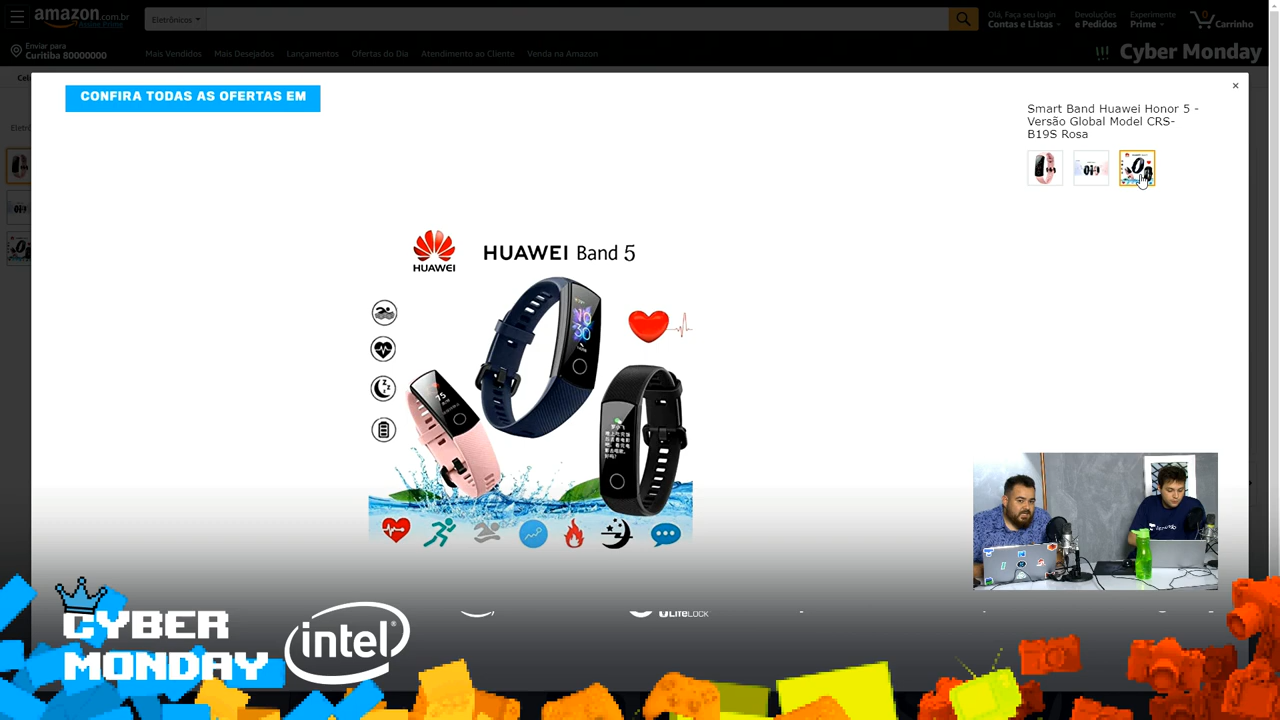 amazon.com.br
Eletrônicos
Olá, Faça seu login
Contas e Listas
Devoluções
e Pedidos
Experimente
Prime
0
Carrinho
Enviar para
Curitiba 80000000
Mais Vendidos
Mais Desejados
Lançamentos
Ofertas do Dia
Atendimento ao Cliente
Venda na Amazon
Cyber Monday
CONFIRA TODAS AS OFERTAS EM
×
Smart Band Huawei Honor 5 -
Versão Global Model CRS-
B19S Rosa
HUAWEI
HUAWEI Band 5
75
CYBER
MONDAY
intel
LifeLock